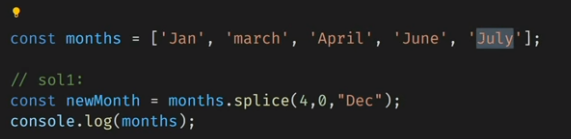 const months = ['Jan', 'march', 'April', 'June', 'July'];
// sol1:
const newMonth = months.splice(4,0,"Dec");
console.log(months);